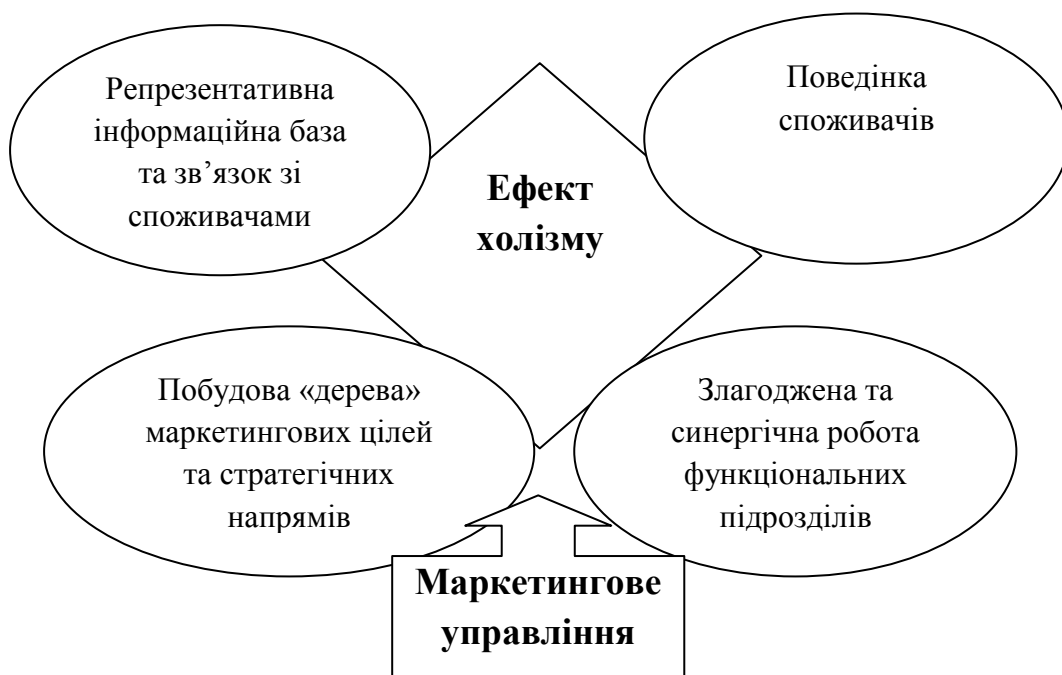 Репрезентативна
інформаційна база
та зв’язок зі
споживачами
Поведінка
споживачів
Ефект
холізму
Побудова «дерева»
маркетингових цілей
та стратегічних
напрямів
Злагоджена та
синергічна робота
функціональних
підрозділів
Маркетингове
управління